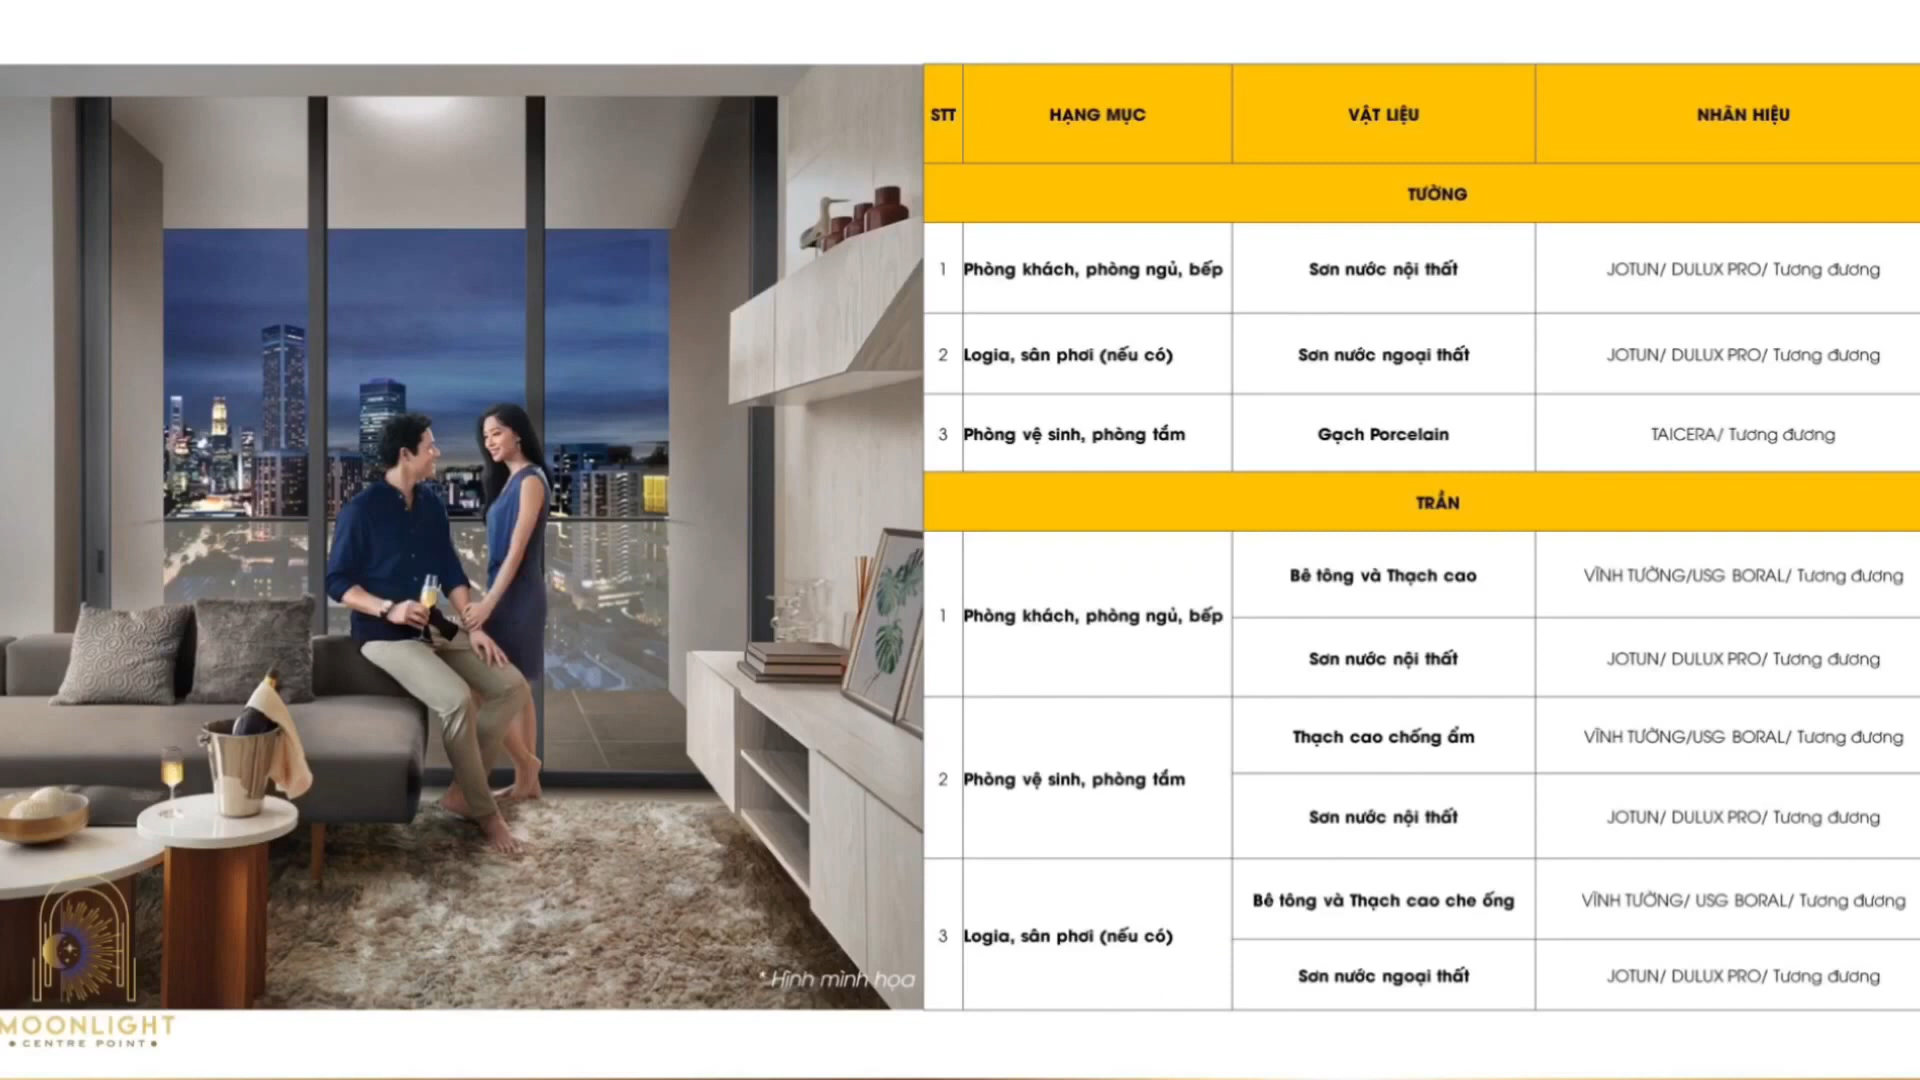 STT HẠNG MỤC VẬT LIỆU NHÃN HIỆU
TƯỜNG
1 Phòng khách, phòng ngủ, bếp Sơn nước nội thất JOTUN/ DULUX PRO/ Tương đương
2 Logia, sân phơi (nếu có) Sơn nước ngoại thất JOTUN/ DULUX PRO/ Tương đương
3 Phòng vệ sinh, phòng tắm Gạch Porcelain TAICERA/ Tương đương
TRẦN
1 Phòng khách, phòng ngủ, bếp Bê tông và Thạch cao VĨNH TƯỜNG/USG BORAL/ Tương đương
Sơn nước nội thất JOTUN/ DULUX PRO/ Tương đương
2 Phòng vệ sinh, phòng tắm Thạch cao chống ẩm VĨNH TƯỜNG/USG BORAL/ Tương đương
Sơn nước nội thất JOTUN/ DULUX PRO/ Tương đương
3 Logia, sân phơi (nếu có) Bê tông và Thạch cao che ống VĨNH TƯỜNG/ USG BORAL/ Tương đương
Sơn nước ngoại thất JOTUN/ DULUX PRO/ Tương đương
* Hình minh họa
MOONLIGHT
• CENTRE POINT •